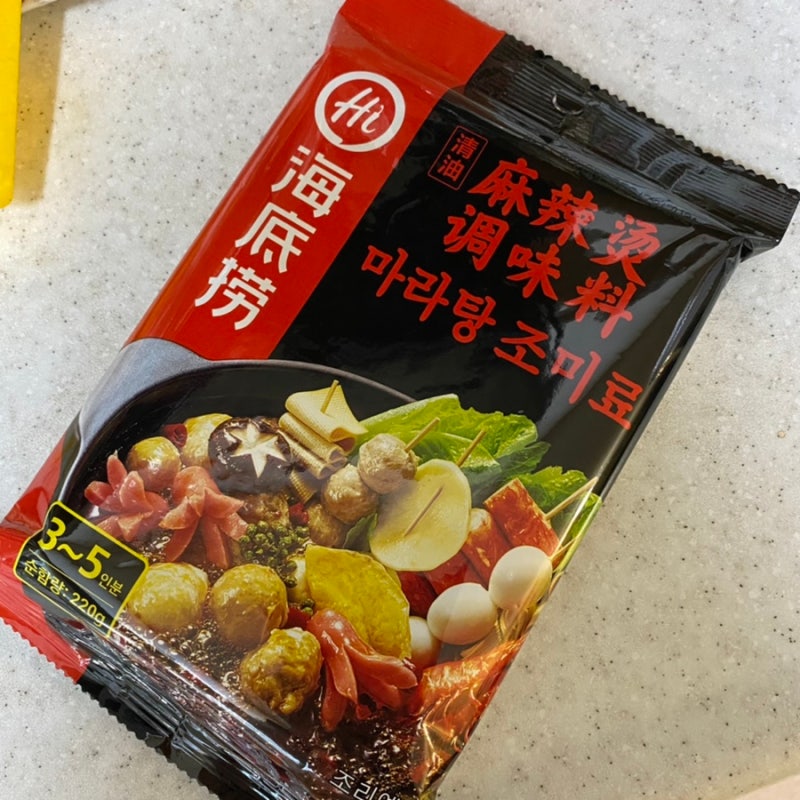 Hi
海底捞
清油
麻辣烫
调味料
마라탕 조미료
3~5인분
순함량: 220g